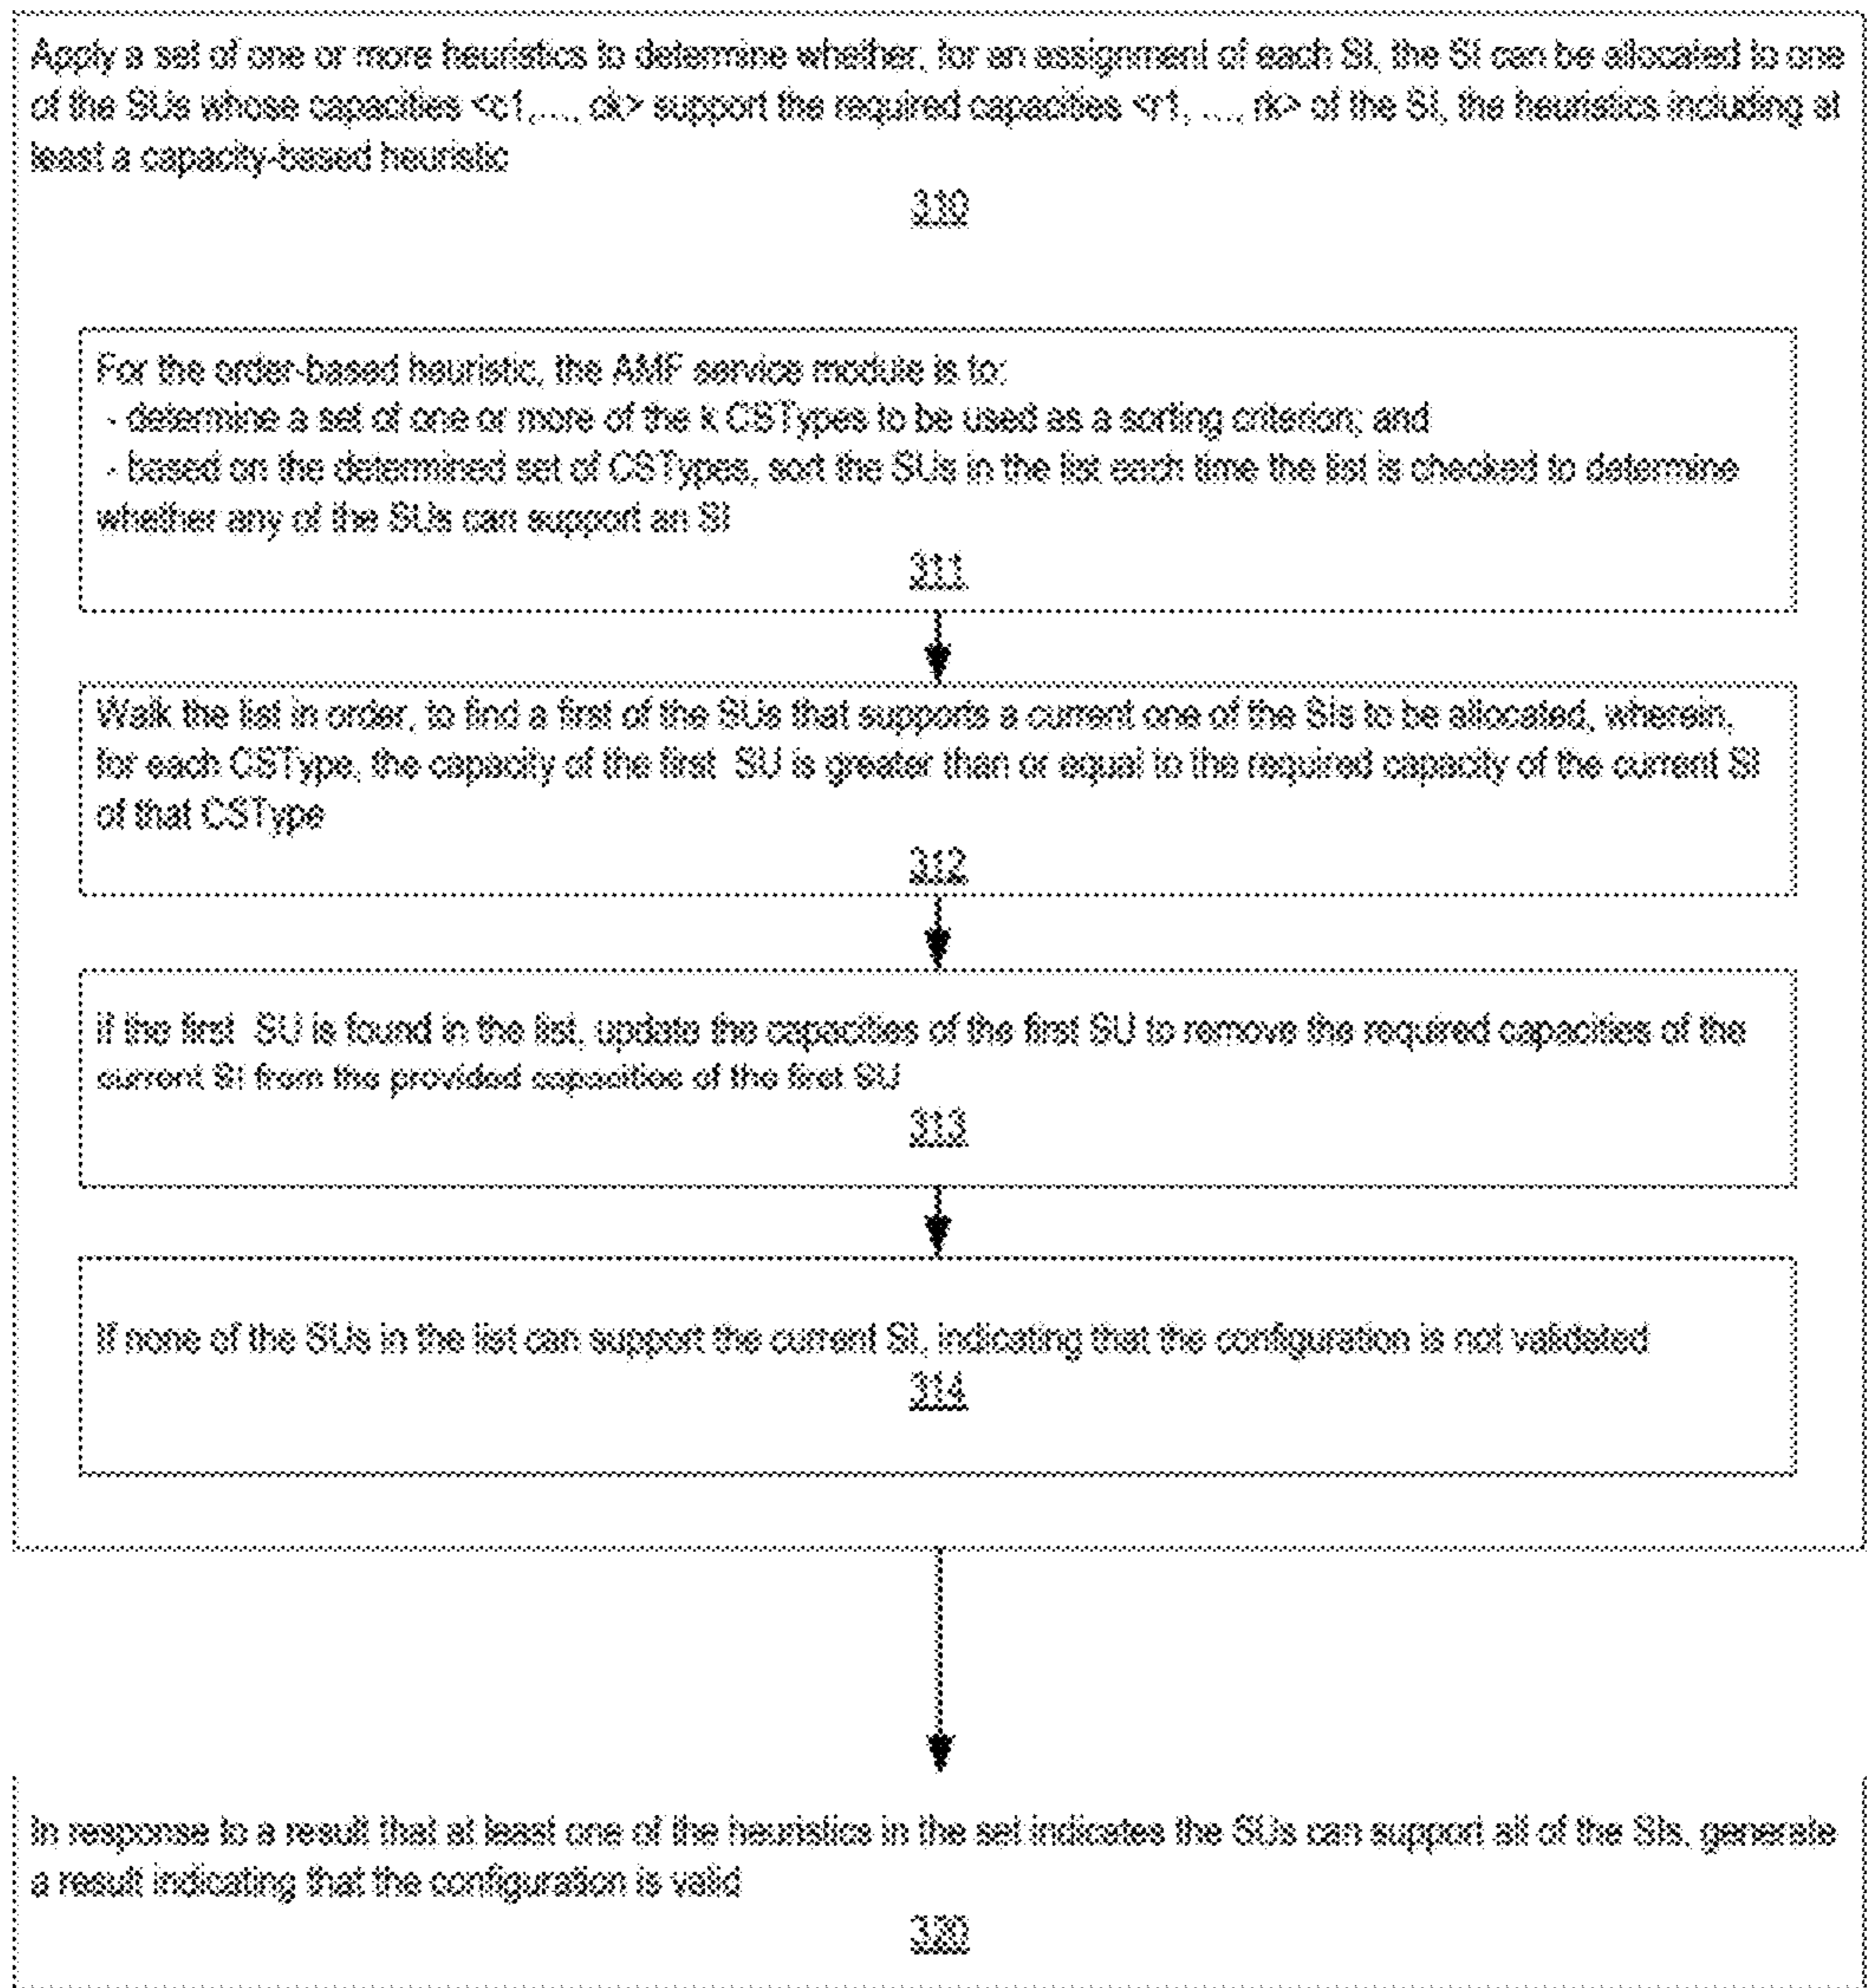 Apply a set of one or more heuristics to determine whether, for an assignment of each SI, the SI can be allocated to one
of the SUs whose capacities <c1,..., ck> support the required capacities <r1, ..., rk> of the SI, the heuristics including at
least a capacity-based heuristic
310
For the order-based heuristic, the AMF service module is to:
- determine a set of one or more of the k CSTypes to be used as a sorting criterion; and
- based on the determined set of CSTypes, sort the SUs in the list each time the list is checked to determine
whether any of the SUs can support an SI
311
Walk the list in order, to find a first of the SUs that supports a current one of the SIs to be allocated, wherein,
for each CSType, the capacity of the first SU is greater than or equal to the required capacity of the current SI
of that CSType
312
If the first SU is found in the list, update the capacities of the first SU to remove the required capacities of the
current SI from the provided capacities of the first SU
313
If none of the SUs in the list can support the current SI, indicating that the configuration is not validated
314
In response to a result that at least one of the heuristics in the set indicates the SUs can support all of the SIs, generate
a result indicating that the configuration is valid
330